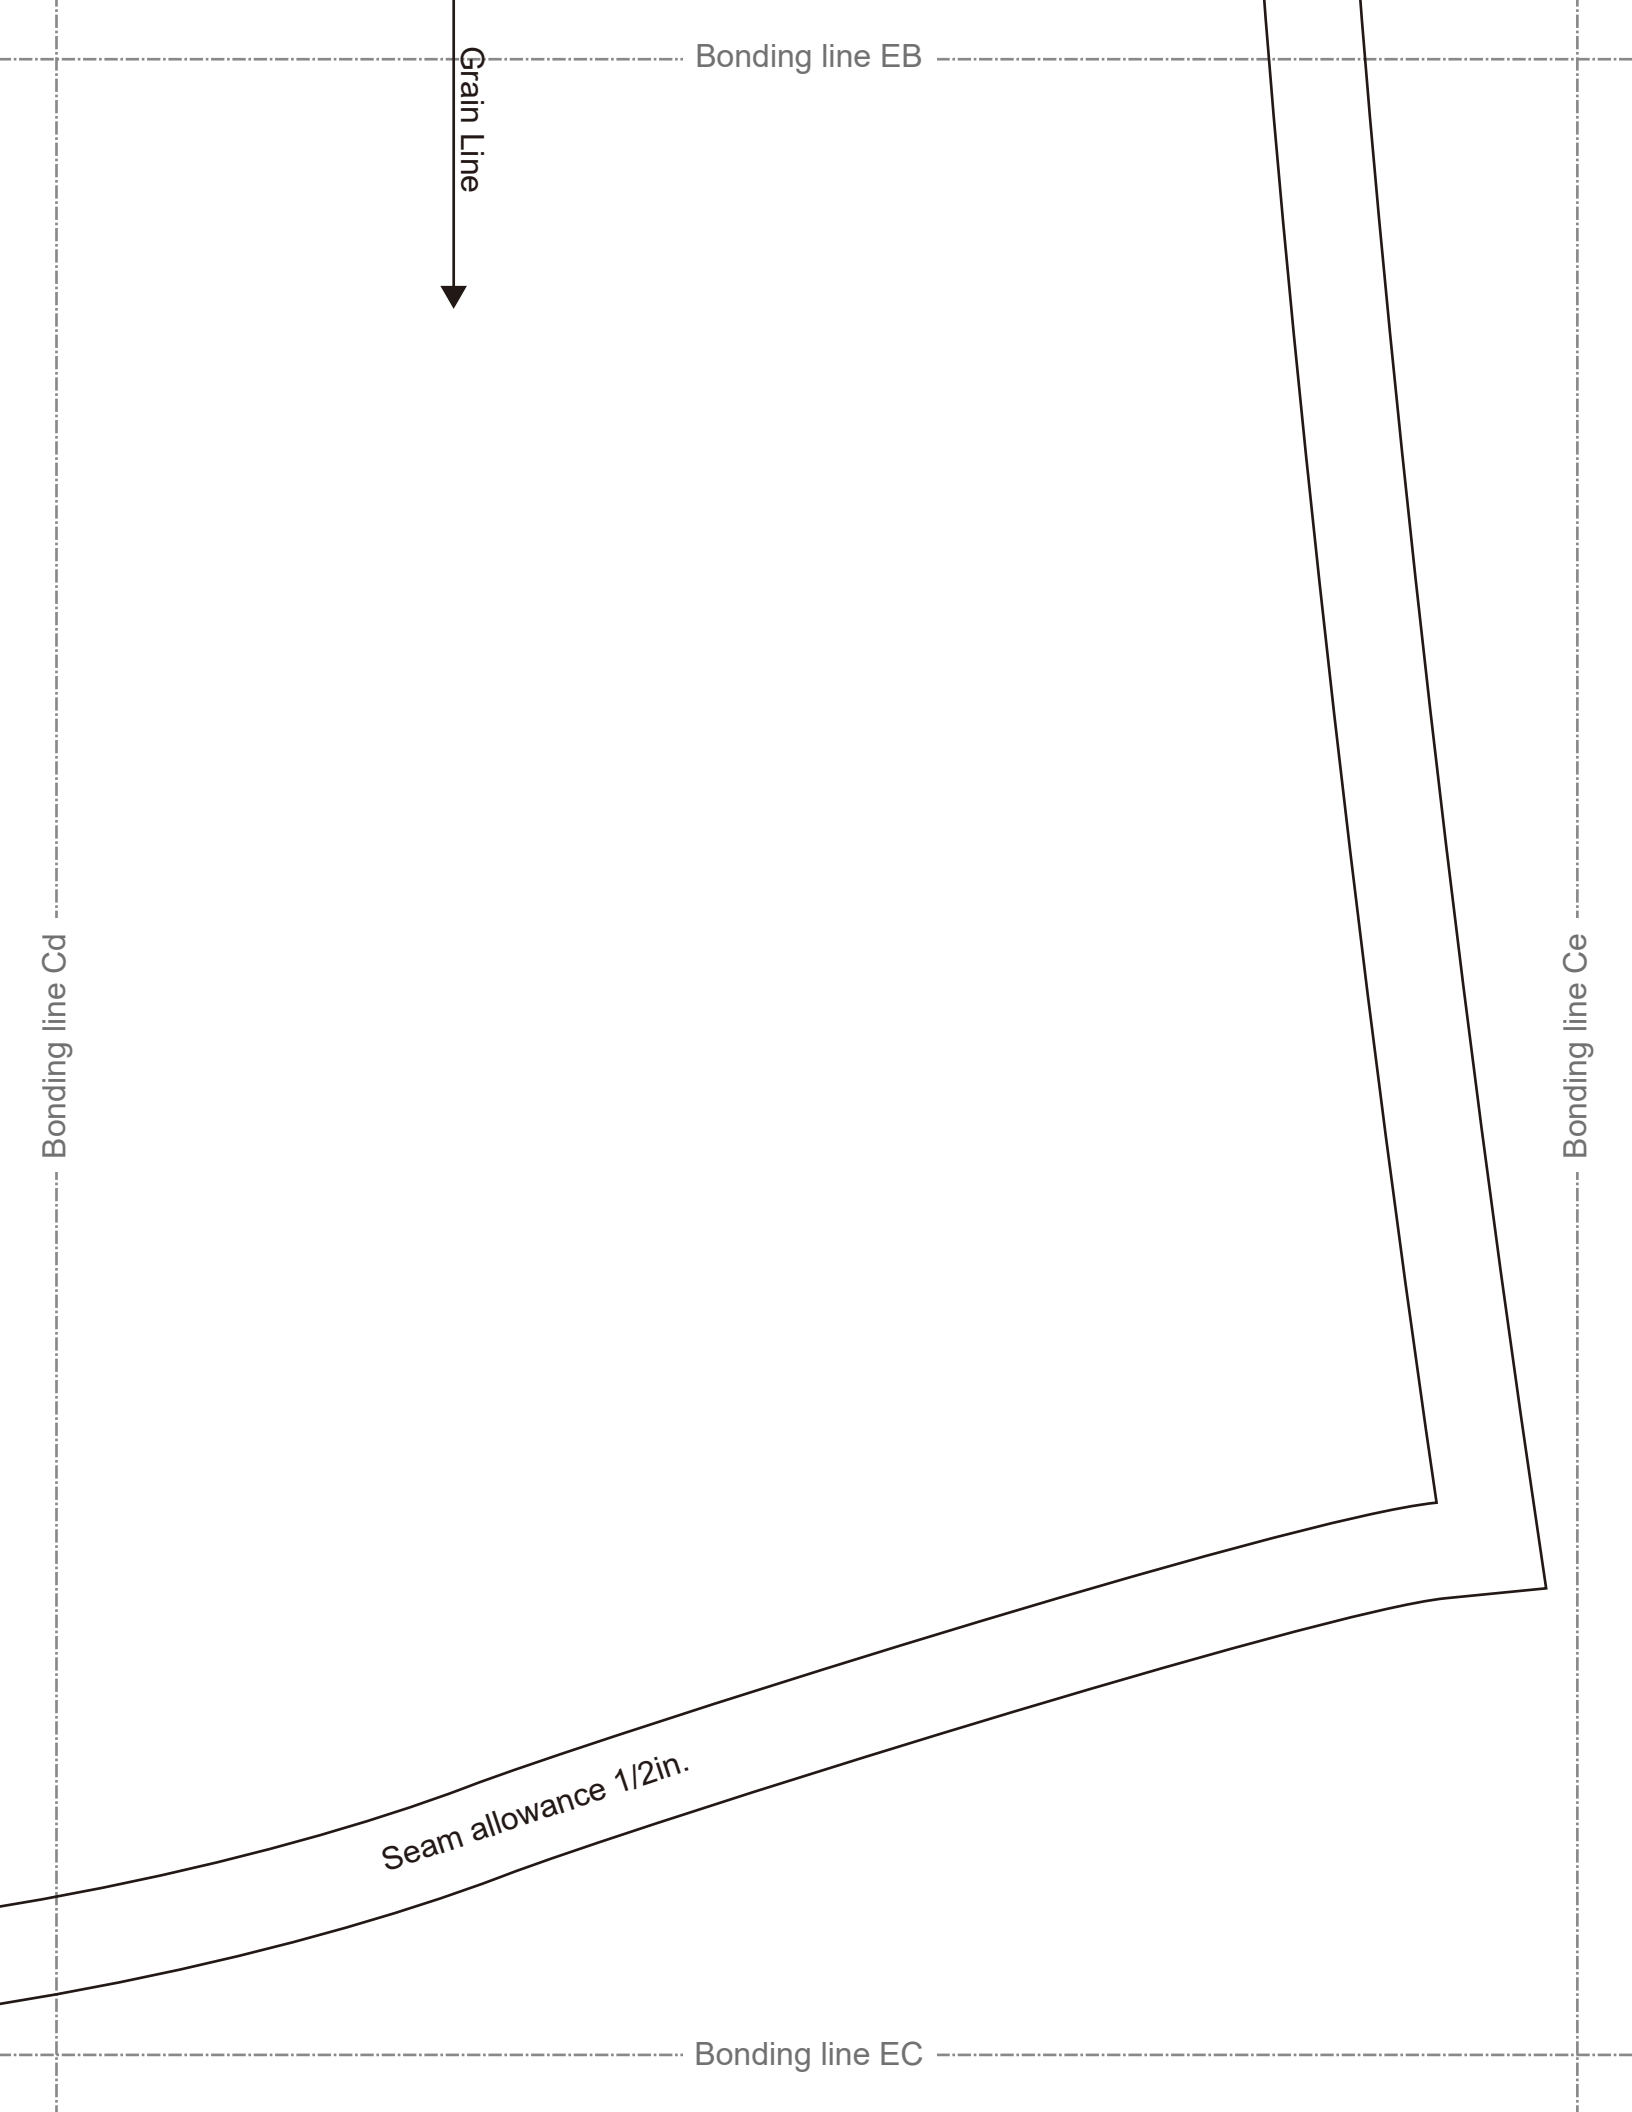 Bonding line EB
Grain Line
Bonding line Cd
Bonding line Ce
Seam allowance 1/2in.
Bonding line EC